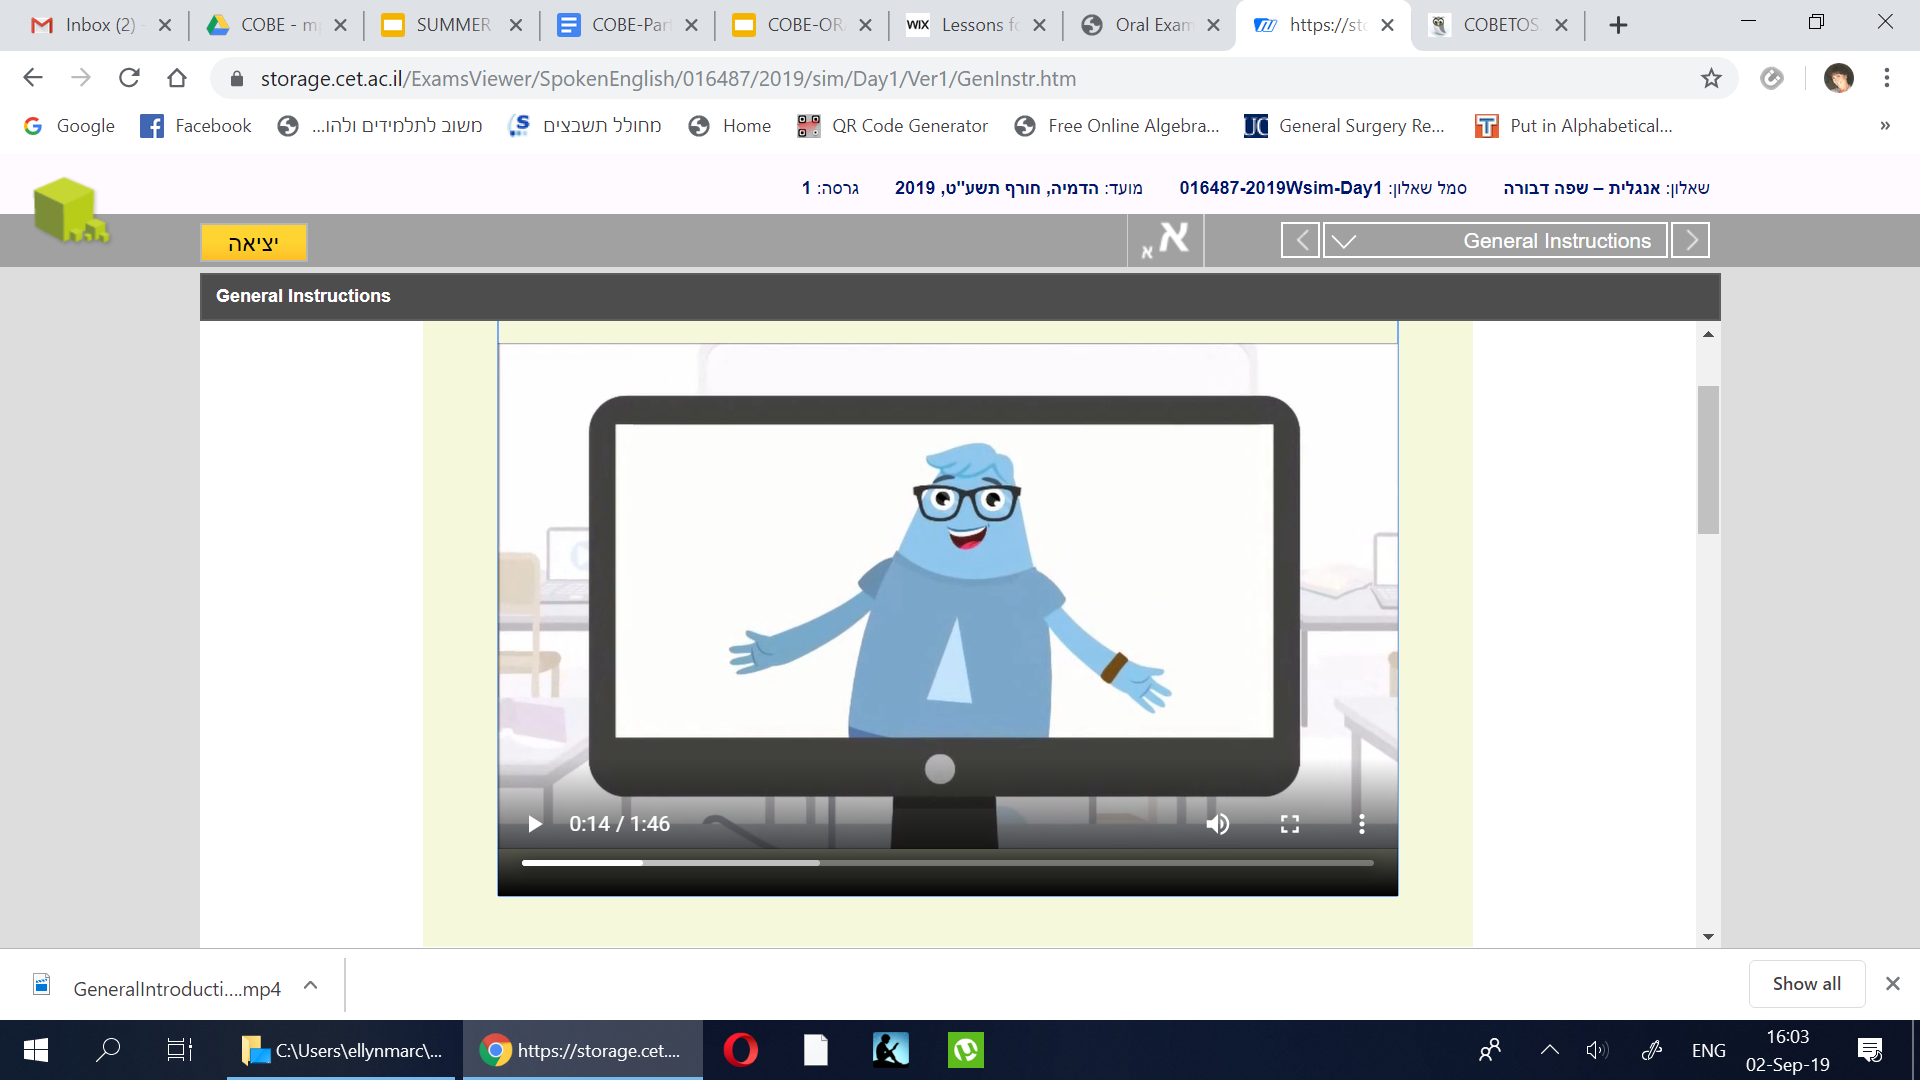 Inbox (2) -
COBE - m
SUMMER
COBE-Par
COBE-OR
WIX Lessons f
Oral Exam
https://sto
COBETOS
storage.cet.ac.il/ExamsViewer/SpokenEnglish/016487/2019/sim/Day1/Ver1/GenInstr.htm
Google
Facebook
משוב לתלמידים ולהו...
מחולל תשבצים
Home
QR Code Generator
Free Online Algebra...
General Surgery Re...
Put in Alphabetical...
»
שאלון: אנגלית – שפה דבורה סמל שאלון: 016487-2019Wsim-Day1 מועד: הדמיה, חורף תשע"ט, 2019 גרסה: 1
יציאה
א א
General Instructions
General Instructions
0:14 / 1:46
GeneralIntroducti....mp4
Show all
C:\Users\ellynmarc\...
https://storage.cet....
ENG
16:03
02-Sep-19